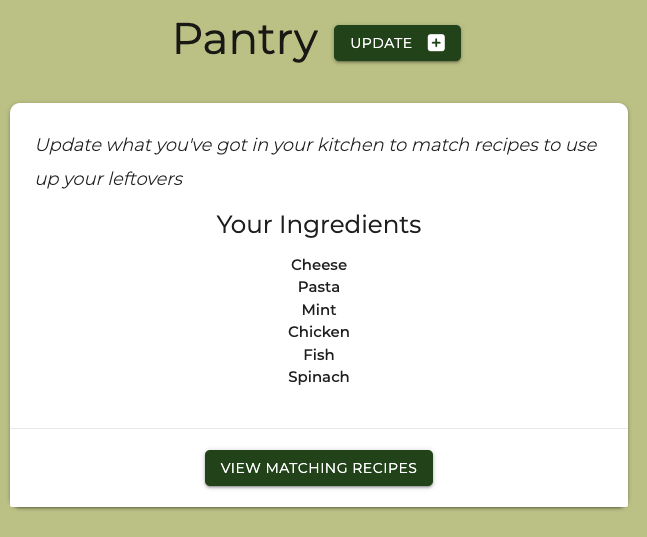 Pantry UPDATE
Update what you've got in your kitchen to match recipes to use
up your leftovers
Your Ingredients
Cheese
Pasta
Mint
Chicken
Fish
Spinach
VIEW MATCHING RECIPES